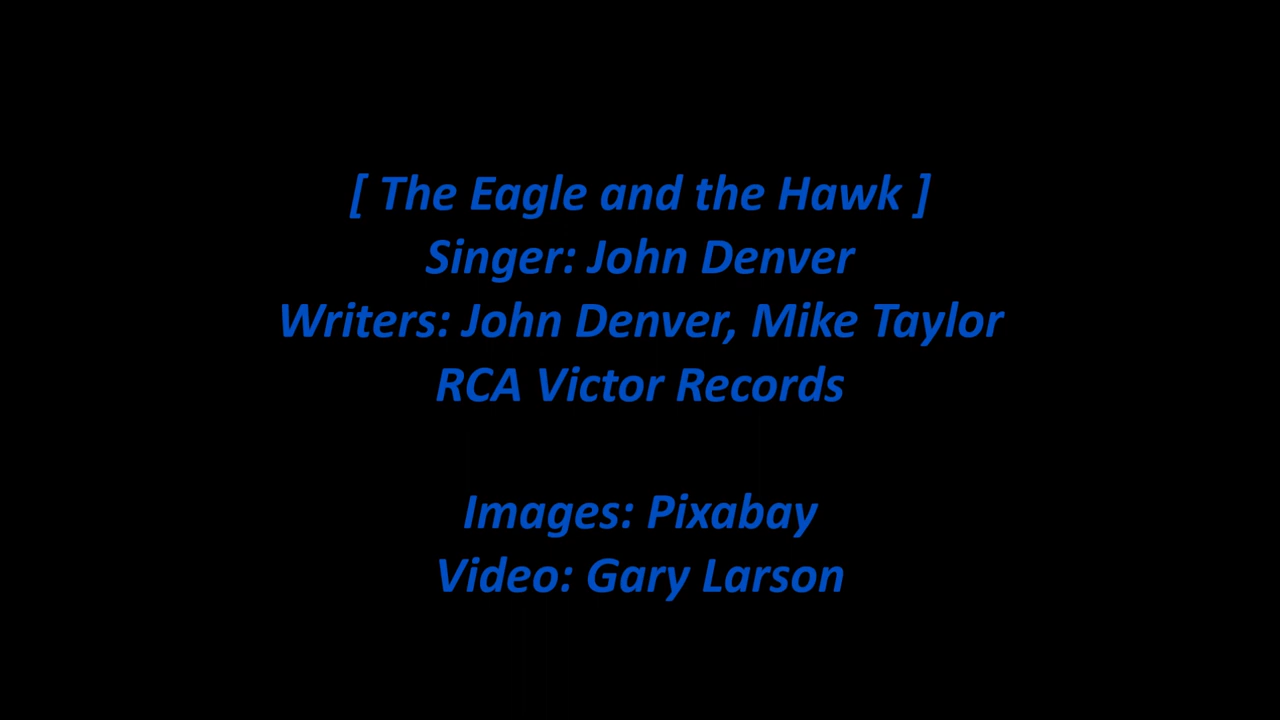 [ The Eagle and the Hawk ]
Singer: John Denver
Writers: John Denver, Mike Taylor
RCA Victor Records
Images: Pixabay
Video: Gary Larson